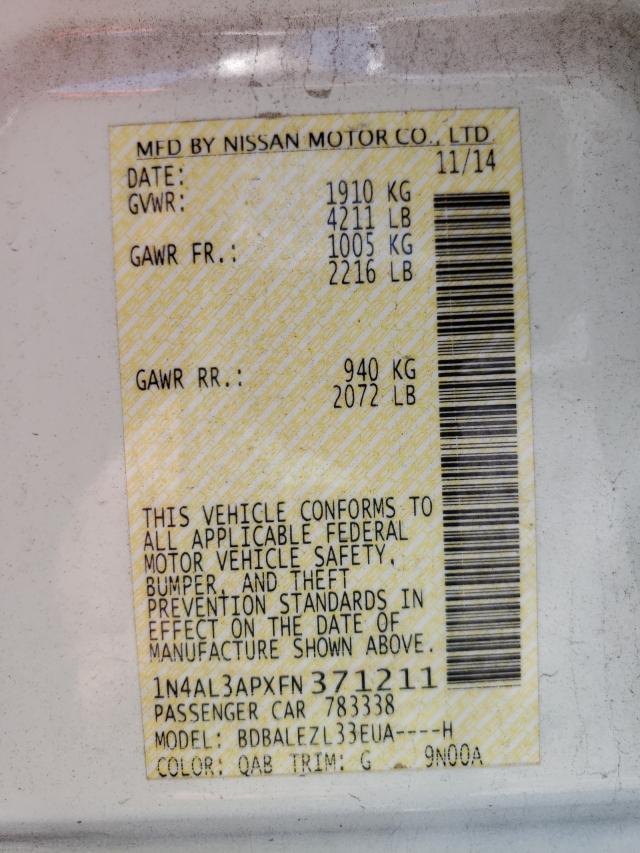 MFD BY NISSAN MOTOR CO., LTD.
DATE: 11/14
GVWR: 1910 KG
4211 LB
GAWR FR.: 1005 KG
2216 LB
GAWR RR.: 940 KG
2072 LB
THIS VEHICLE CONFORMS TO
ALL APPLICABLE FEDERAL
MOTOR VEHICLE SAFETY,
BUMPER, AND THEFT
PREVENTION STANDARDS IN
EFFECT ON THE DATE OF
MANUFACTURE SHOWN ABOVE.
1N4AL3APXFN371211
PASSENGER CAR 783338
MODEL: BDBALEZL33EUA----H
COLOR: QAB TRIM: G 9N00A